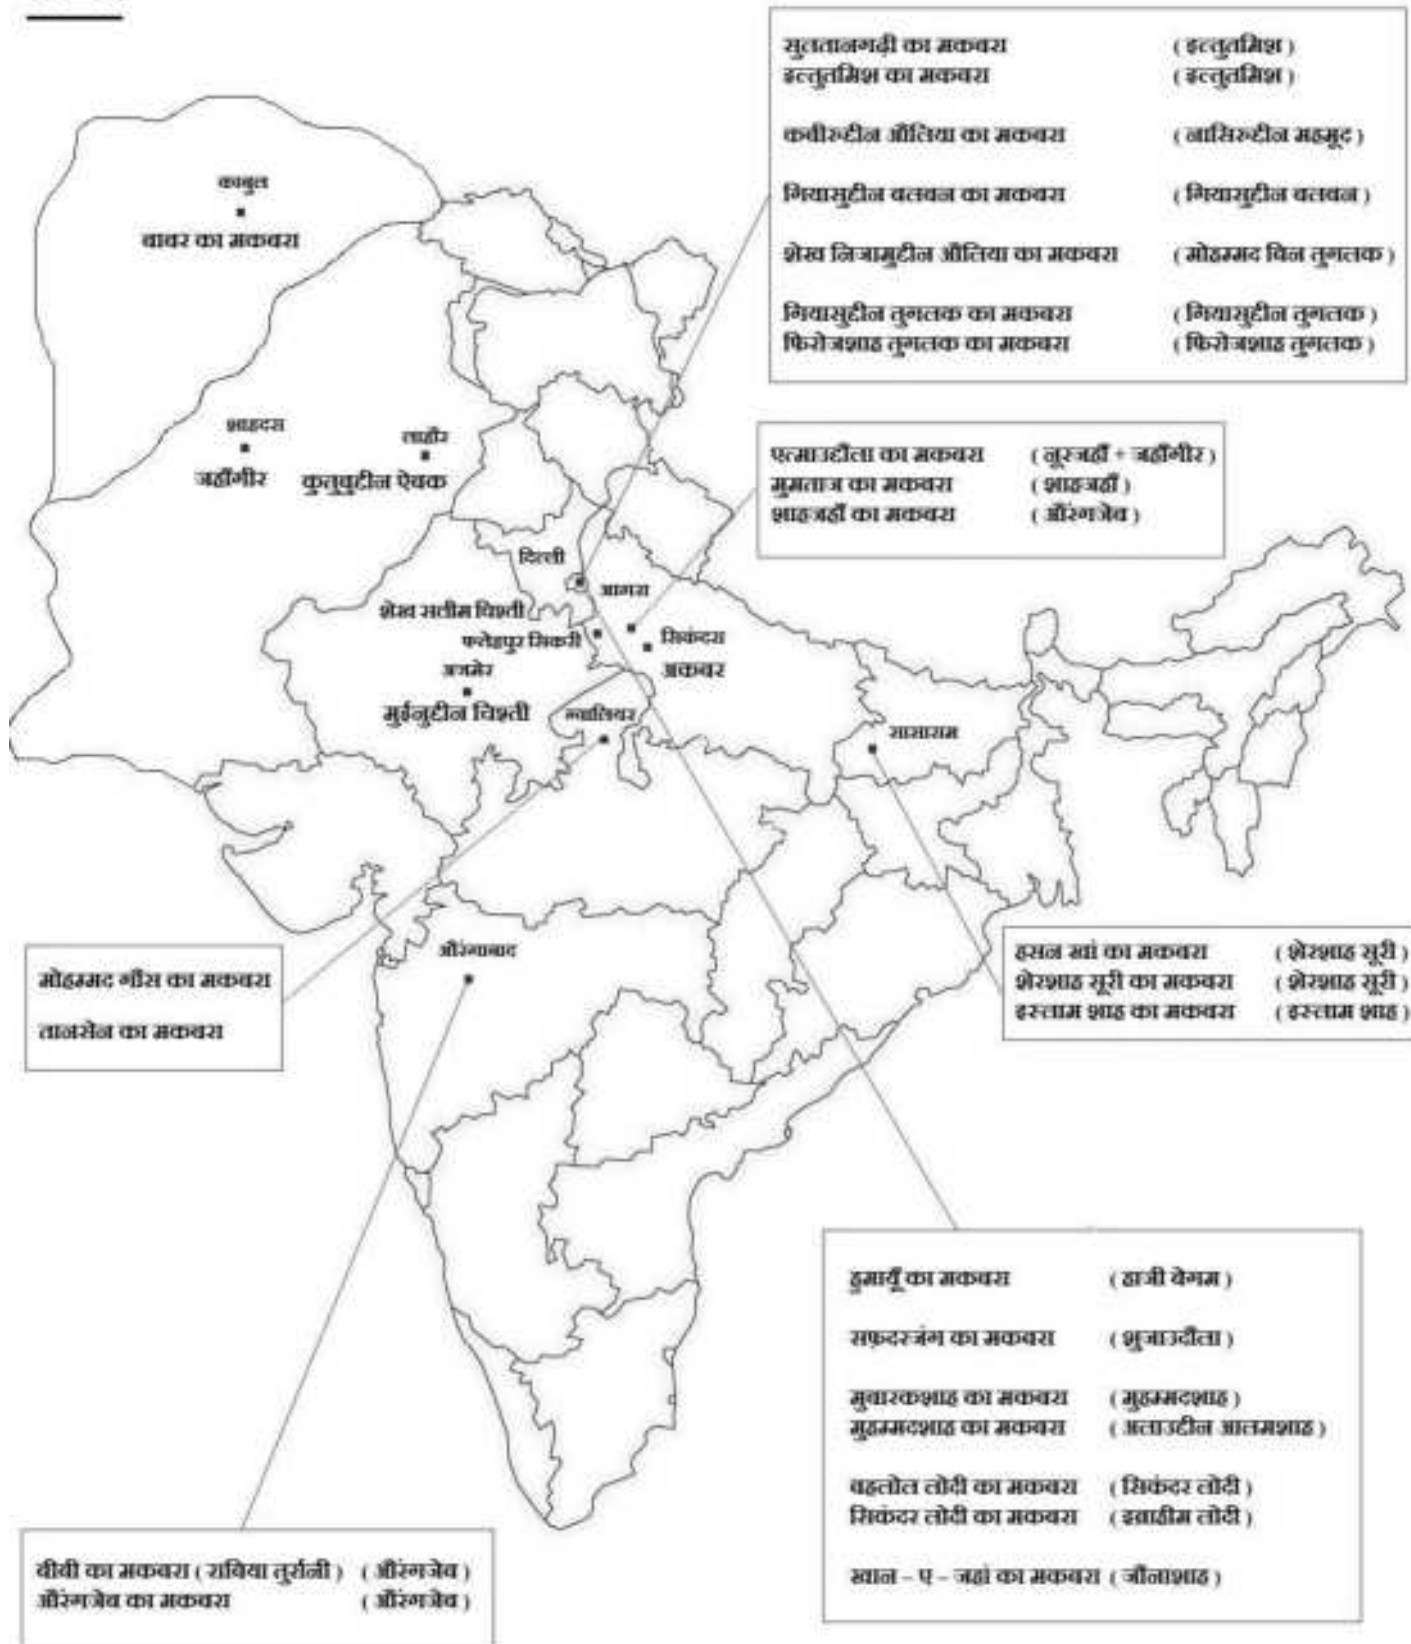 सुलतानगढ़ी का मकबरा ( इल्तुतमिश )
इल्तुतमिश का मकबरा ( इल्तुतमिश )
कबीरुद्दीन औलिया का मकबरा ( नासिरुद्दीन महमूद )
गियासुद्दीन बलबन का मकबरा ( गियासुद्दीन बलबन )
शेख निजामुद्दीन औलिया का मकबरा ( मोहम्मद बिन तुगलक )
गियासुद्दीन तुगलक का मकबरा ( गियासुद्दीन तुगलक )
फिरोजशाह तुगलक का मकबरा ( फिरोजशाह तुगलक )
काबुल
बाबर का मकबरा
शाहदरा
जहाँगीर
लाहौर
कुतुबुद्दीन ऐबक
एत्माउद्दौला का मकबरा ( नूरजहाँ + जहाँगीर )
मुमताज का मकबरा ( शाहजहाँ )
शाहजहाँ का मकबरा ( औरंगजेब )
दिल्ली
आगरा
शेख सलीम चिश्ती
फतेहपुर सिकरी
सिकंदरा
अकबर
अजमेर
मुईनुद्दीन चिश्ती
ग्वालियर
सासाराम
औरंगाबाद
मोहम्मद गौस का मकबरा
तानसेन का मकबरा
हसन खां का मकबरा ( शेरशाह सूरी )
शेरशाह सूरी का मकबरा ( शेरशाह सूरी )
इस्लाम शाह का मकबरा ( इस्लाम शाह )
हुमायूँ का मकबरा ( हाजी बेगम )
सफ़दरजंग का मकबरा ( शुजाउदौला )
मुबारकशाह का मकबरा ( मुहम्मदशाह )
मुहम्मदशाह का मकबरा ( अलाउद्दीन आलमशाह )
बहलोल लोदी का मकबरा ( सिकंदर लोदी )
सिकंदर लोदी का मकबरा ( इब्राहीम लोदी )
खान – ए – जहां का मकबरा ( जौनाशाह )
बीबी का मकबरा ( राबिया तुर्रानी ) ( औरंगजेब )
औरंगजेब का मकबरा ( औरंगजेब )